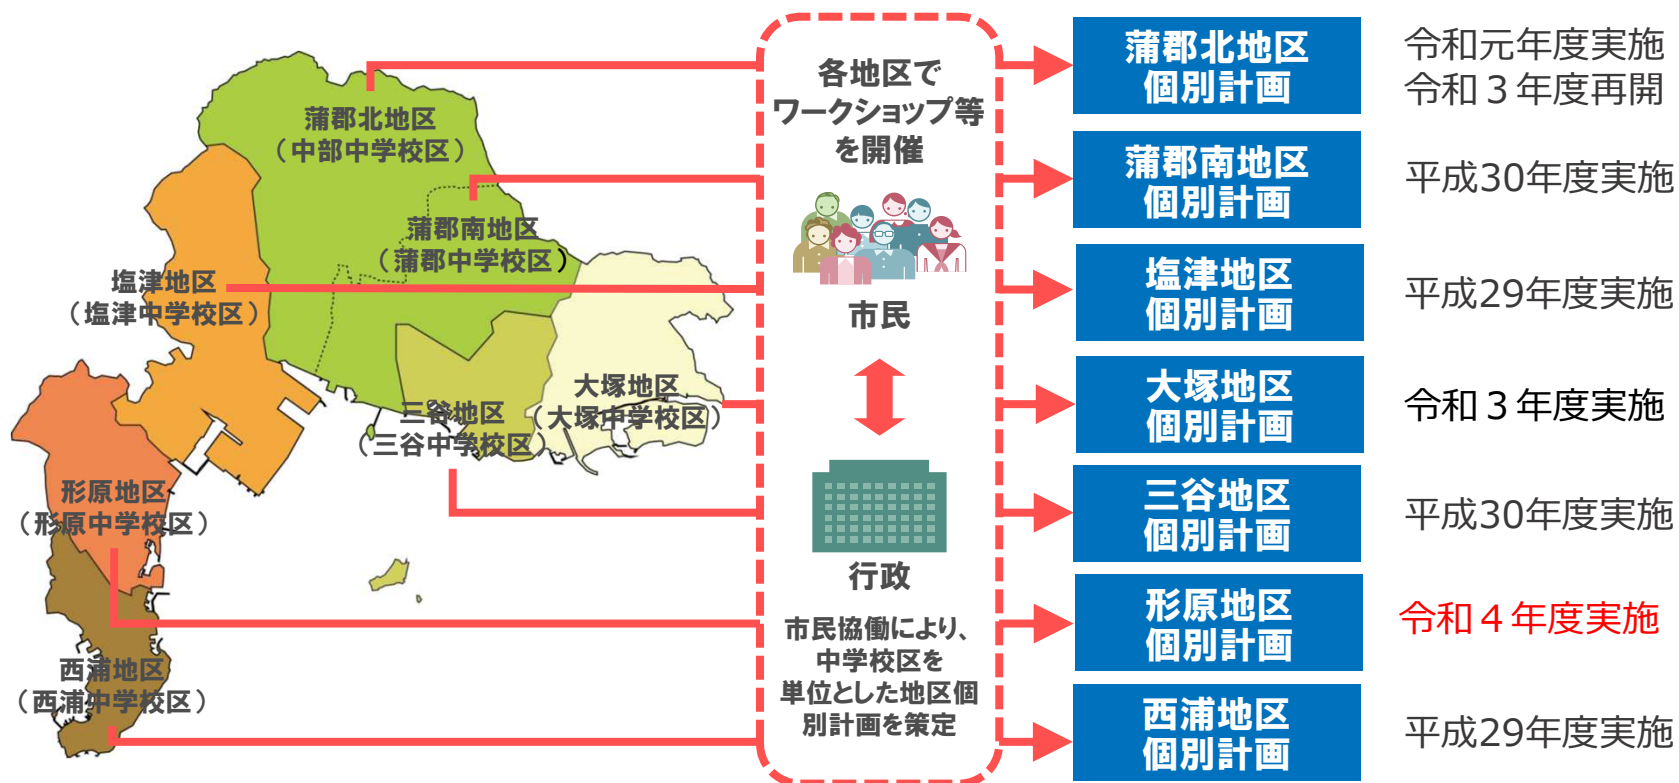 蒲郡北地区
（中部中学校区）
蒲郡南地区
（蒲郡中学校区）
塩津地区
（塩津中学校区）
大塚地区
（大塚中学校区）
三谷地区
（三谷中学校区）
形原地区
（形原中学校区）
西浦地区
（西浦中学校区）
各地区で
ワークショップ等
を開催
市民
行政
市民協働により、
中学校区を
単位とした地区個
別計画を策定
蒲郡北地区
個別計画
令和元年度実施
令和３年度再開
蒲郡南地区
個別計画
平成30年度実施
塩津地区
個別計画
平成29年度実施
大塚地区
個別計画
令和３年度実施
三谷地区
個別計画
平成30年度実施
形原地区
個別計画
令和４年度実施
西浦地区
個別計画
平成29年度実施